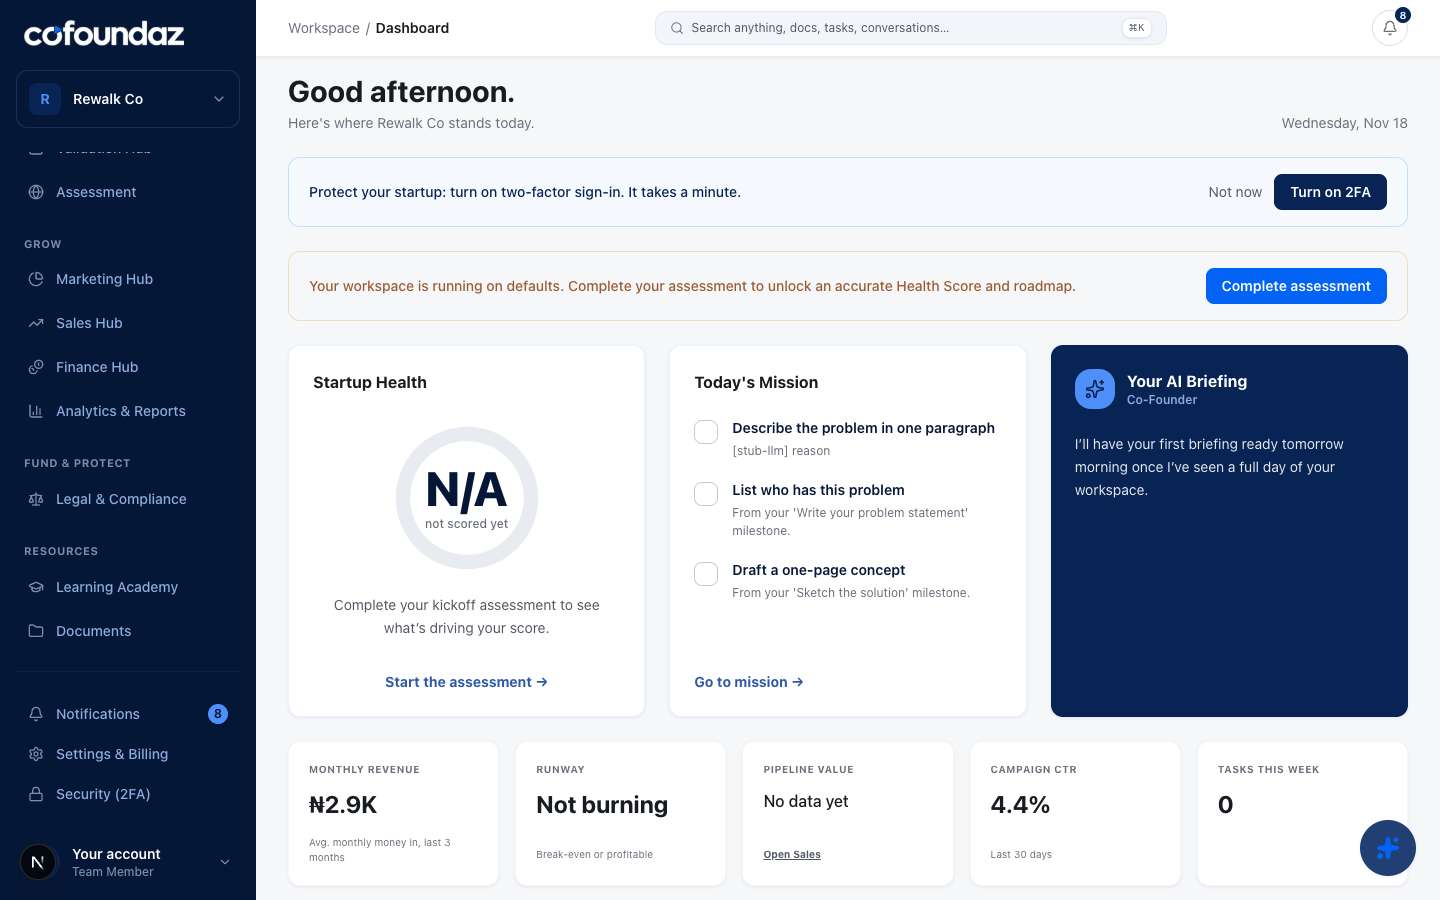 cofoundaz
R
Rewalk Co
Validation Hub
Assessment
GROW
Marketing Hub
Sales Hub
Finance Hub
Analytics & Reports
FUND & PROTECT
Legal & Compliance
RESOURCES
Learning Academy
Documents
Notifications
8
Settings & Billing
Security (2FA)
N
Your account
Team Member
Workspace / Dashboard
Search anything, docs, tasks, conversations...
⌘K
8
Good afternoon.
Here's where Rewalk Co stands today.
Wednesday, Nov 18
Protect your startup: turn on two-factor sign-in. It takes a minute.
Not now
Turn on 2FA
Your workspace is running on defaults. Complete your assessment to unlock an accurate Health Score and roadmap.
Complete assessment
Startup Health
N/A
not scored yet
Complete your kickoff assessment to see
what's driving your score.
Start the assessment →
Today's Mission
Describe the problem in one paragraph
[stub-llm] reason
List who has this problem
From your 'Write your problem statement'
milestone.
Draft a one-page concept
From your 'Sketch the solution' milestone.
Go to mission →
Your AI Briefing
Co-Founder
I’ll have your first briefing ready tomorrow
morning once I’ve seen a full day of your
workspace.
MONTHLY REVENUE
₦2.9K
Avg. monthly money in, last 3
months
RUNWAY
Not burning
Break-even or profitable
PIPELINE VALUE
No data yet
Open Sales
CAMPAIGN CTR
4.4%
Last 30 days
TASKS THIS WEEK
0